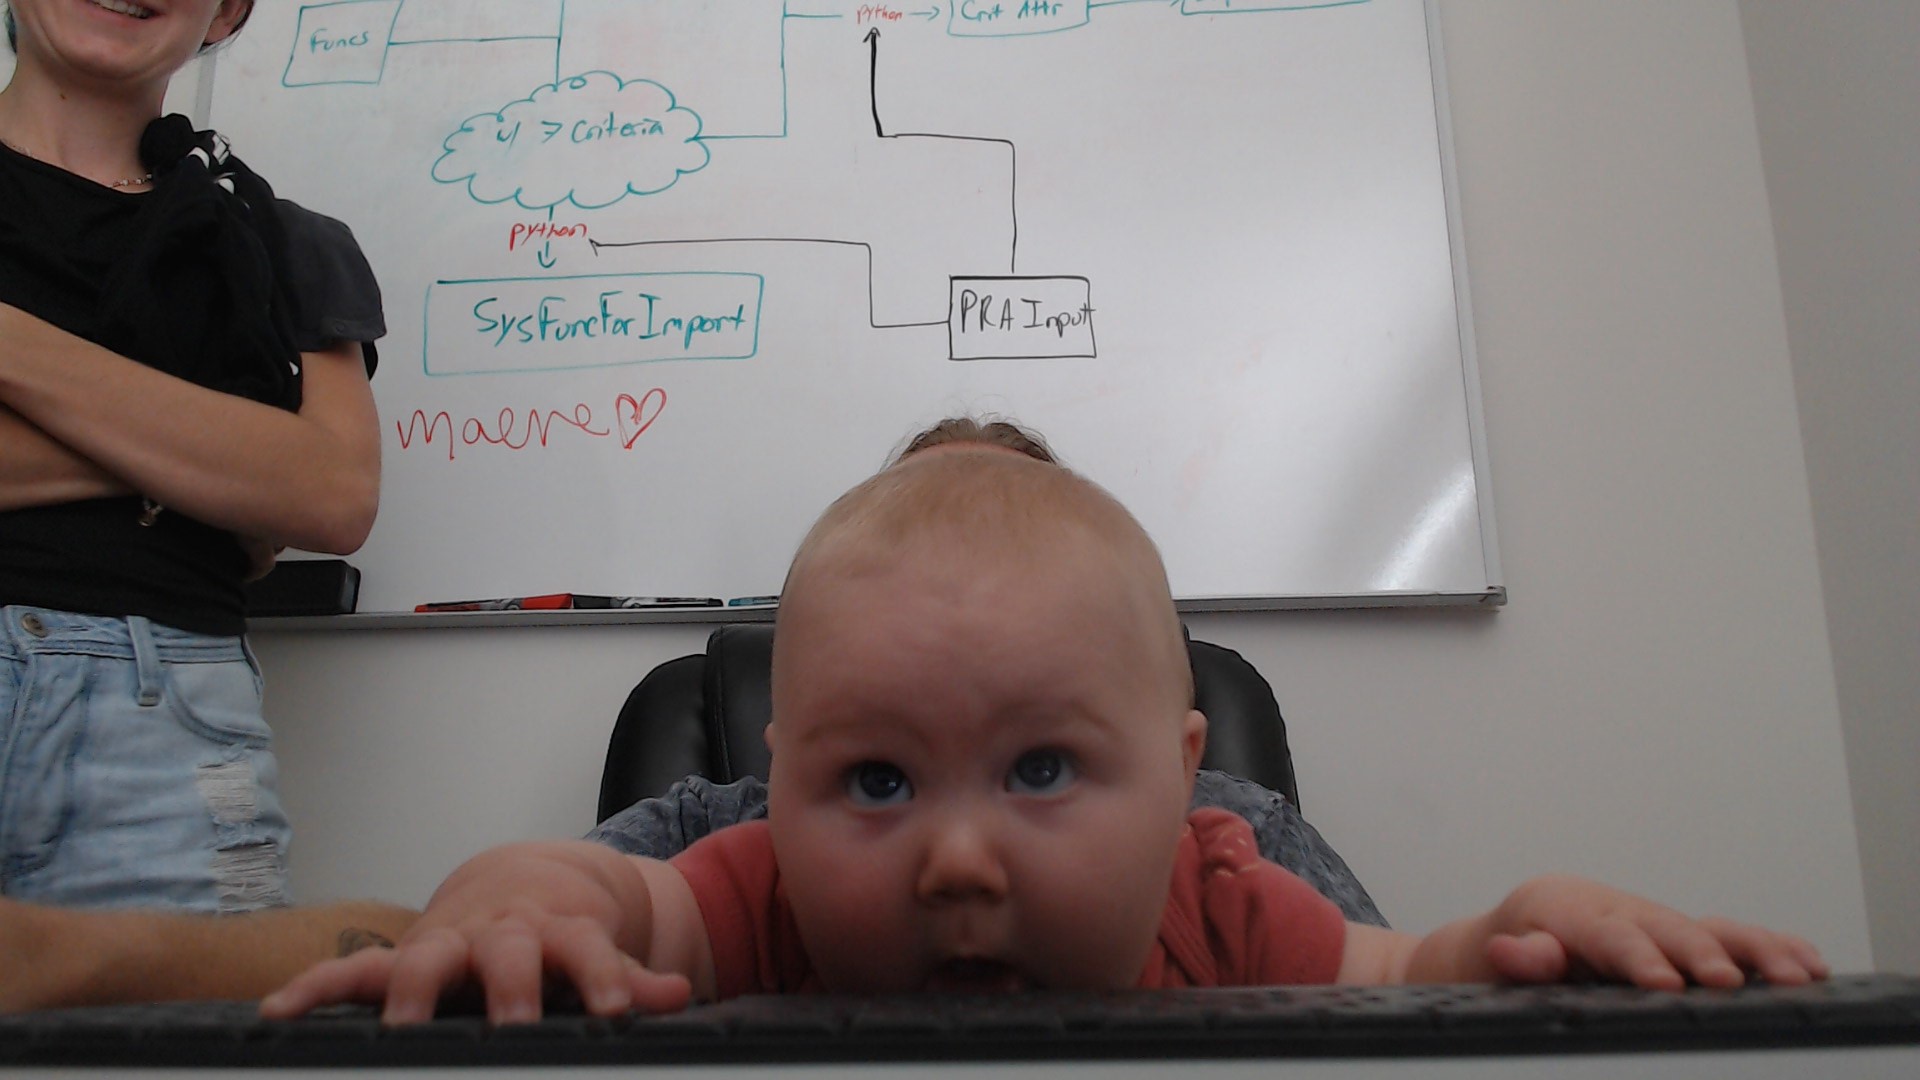 Funcs
python → Crit Attr
w/ > Criteria
python
SysFuncForImport
PRA Input
maeve♡